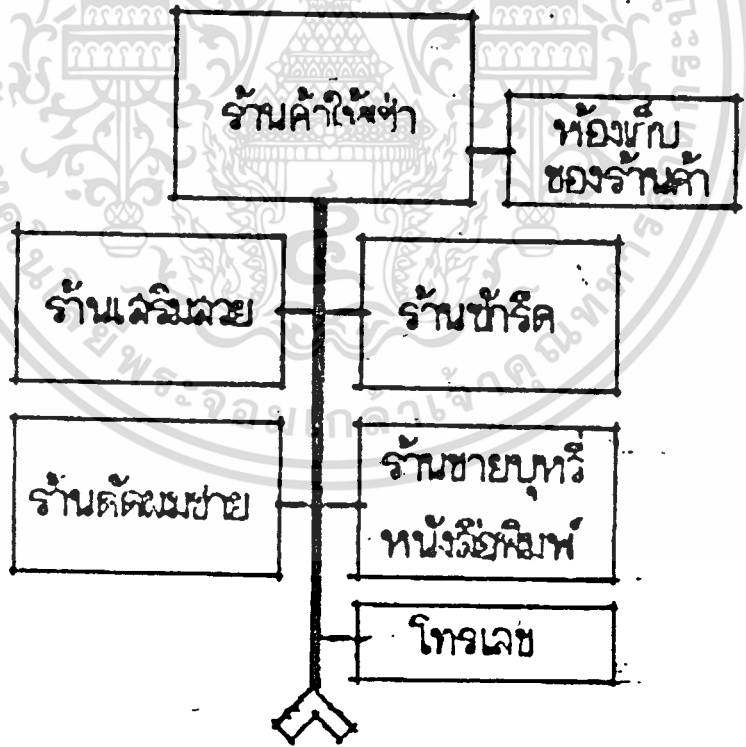 ร้านค้าให้เช่า
ห้องเก็บ
ของร้านค้า
ร้านเสริมสวย
ร้านซักรีด
ร้านตัดผมชาย
ร้านขายบุหรี่
หนังสือพิมพ์
โทรเลข